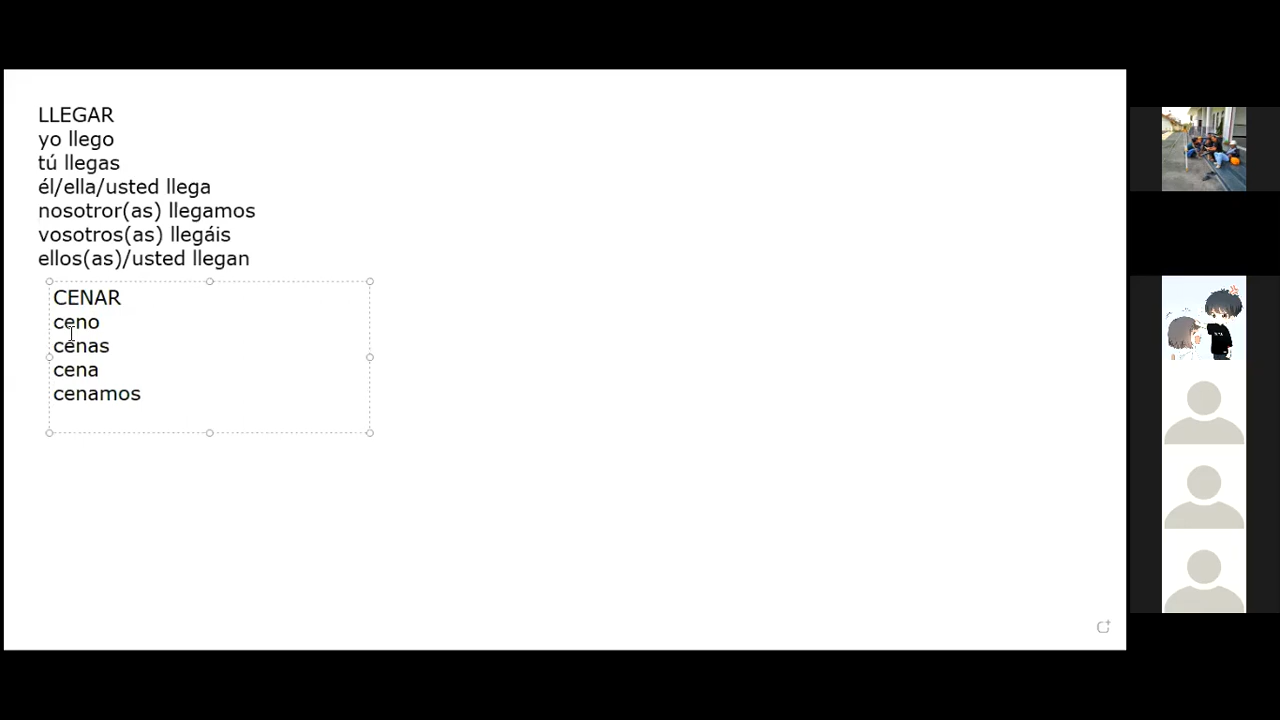 LLEGAR
yo llego
tú llegas
él/ella/usted llega
nosotror(as) llegamos
vosotros(as) llegáis
ellos(as)/usted llegan
CENAR
ceno
cenas
cena
cenamos